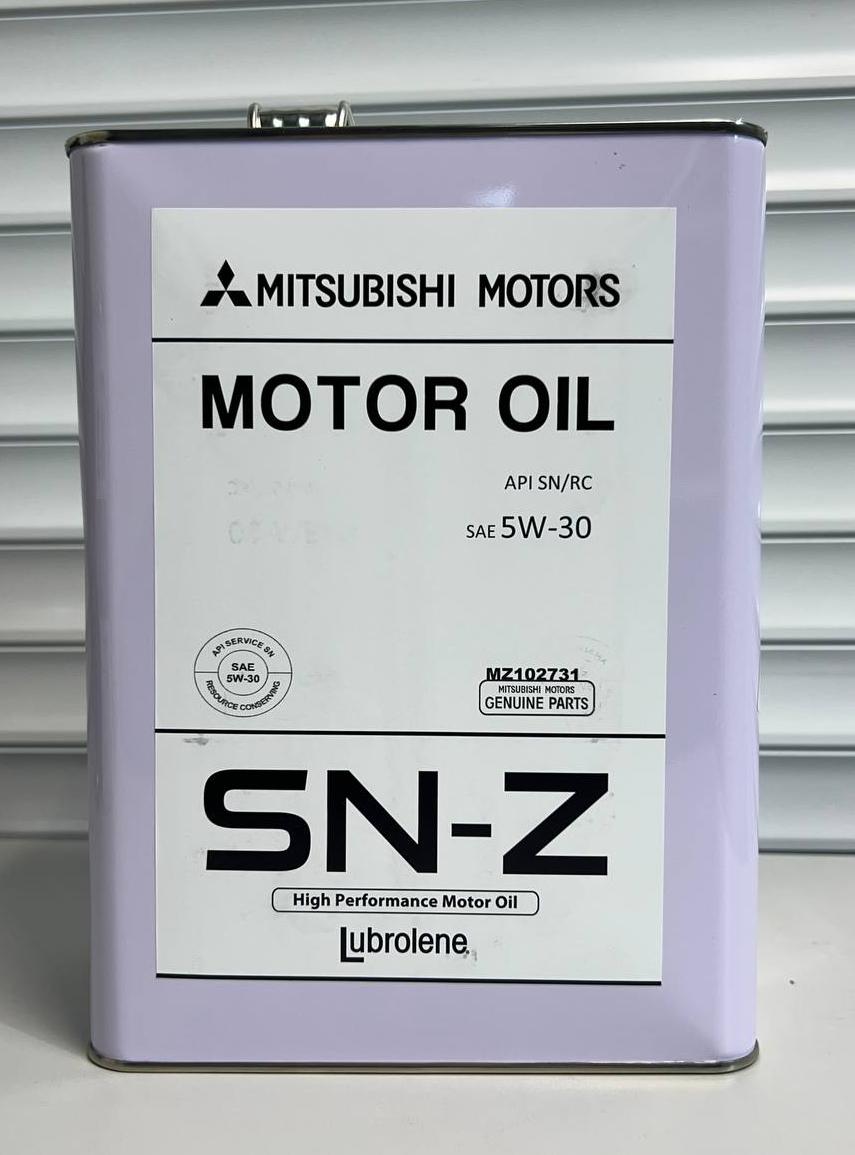 MITSUBISHI MOTORS
MOTOR OIL
API SN/RC
SAE 5W-30
API SERVICE SN
SAE
5W-30
RESOURCE CONSERVING
MZ102731
MITSUBISHI MOTORS
GENUINE PARTS
SN-Z
High Performance Motor Oil
Lubrolene